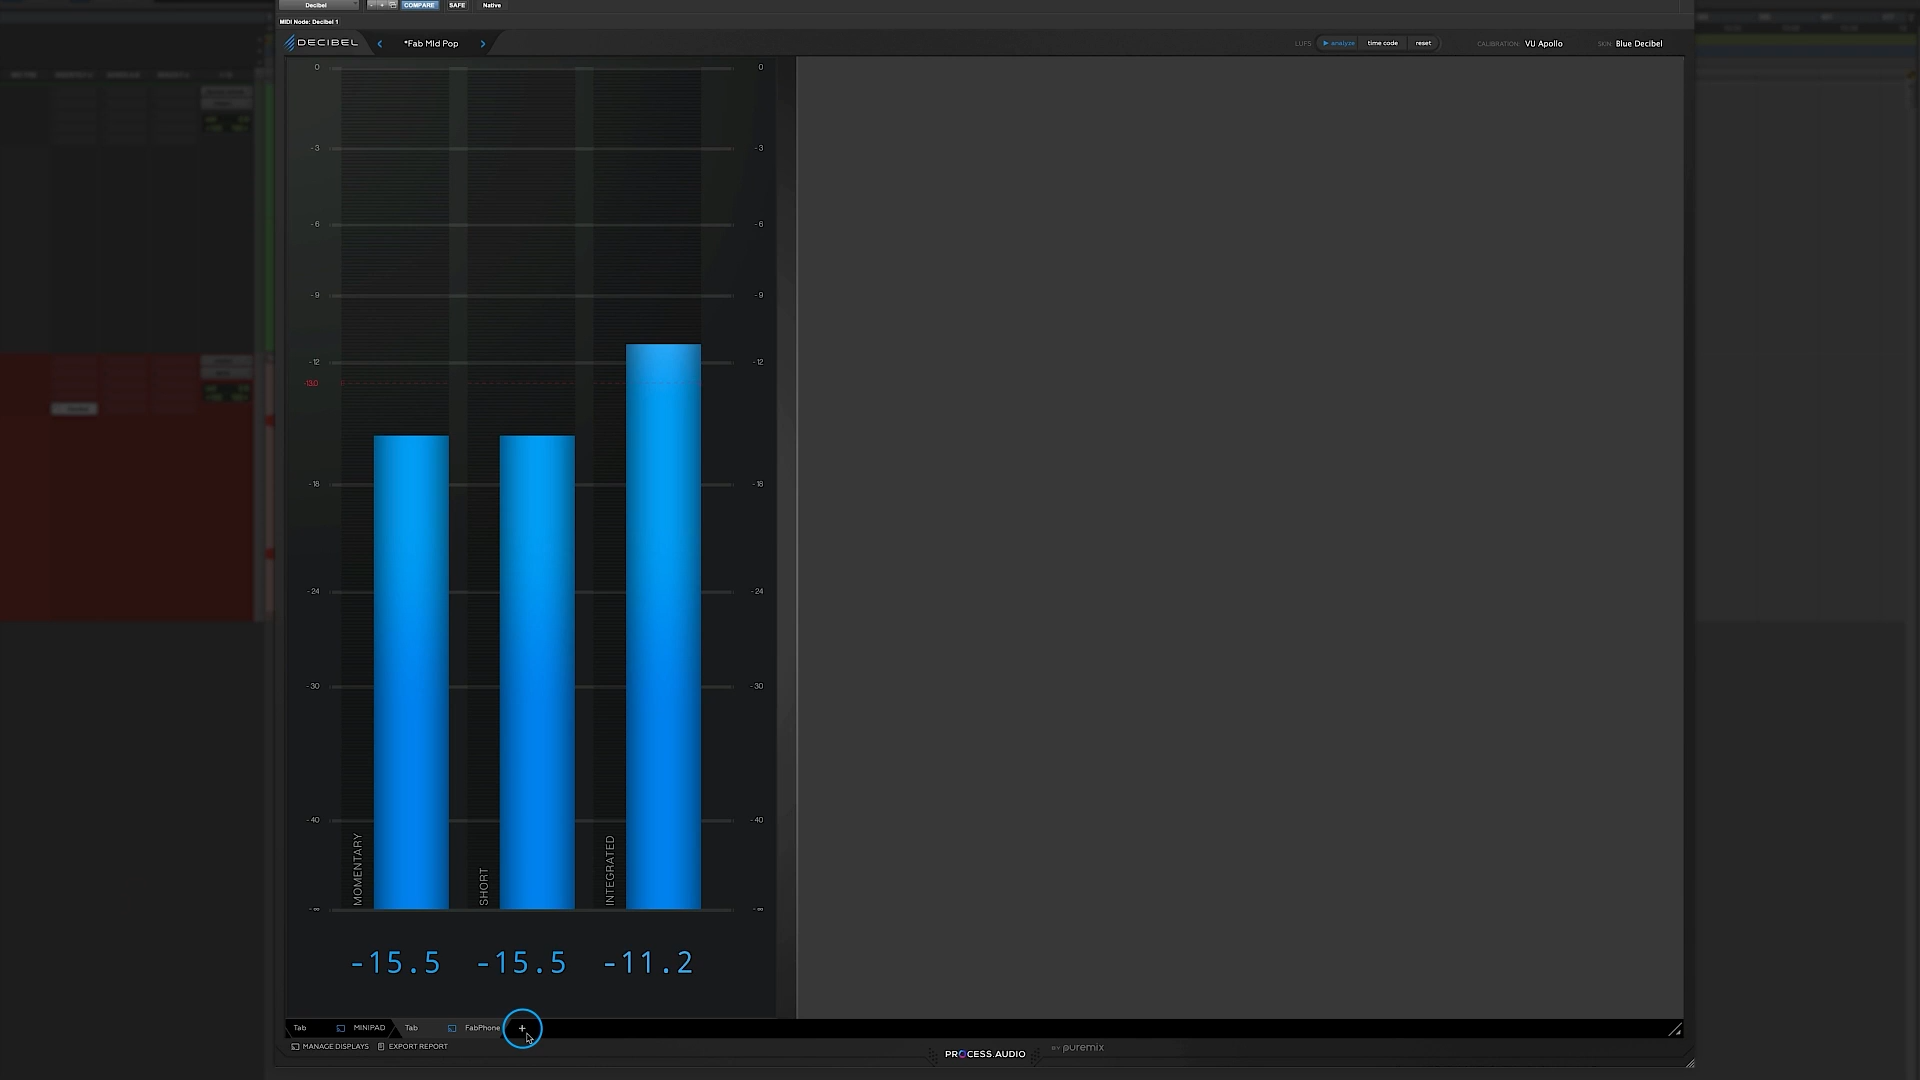 Decibel - + COMPARE SAFE Native
MIDI Node: Decibel 1
DECIBEL < *Fab Mid Pop > LUFS analyze time code reset CALIBRATION: VU Apollo SKIN: Blue Decibel
0 0
-3 -3
-6 -6
-9 -9
-12 -12
-13.0
-18 -18
-24 -24
-30 -30
-40 -40
MOMENTARY SHORT INTEGRATED
-∞ -∞
-15.5 -15.5 -11.2
Tab MINIPAD Tab FabPhone +
MANAGE DISPLAYS EXPORT REPORT
PROCESS.AUDIO BY puremix